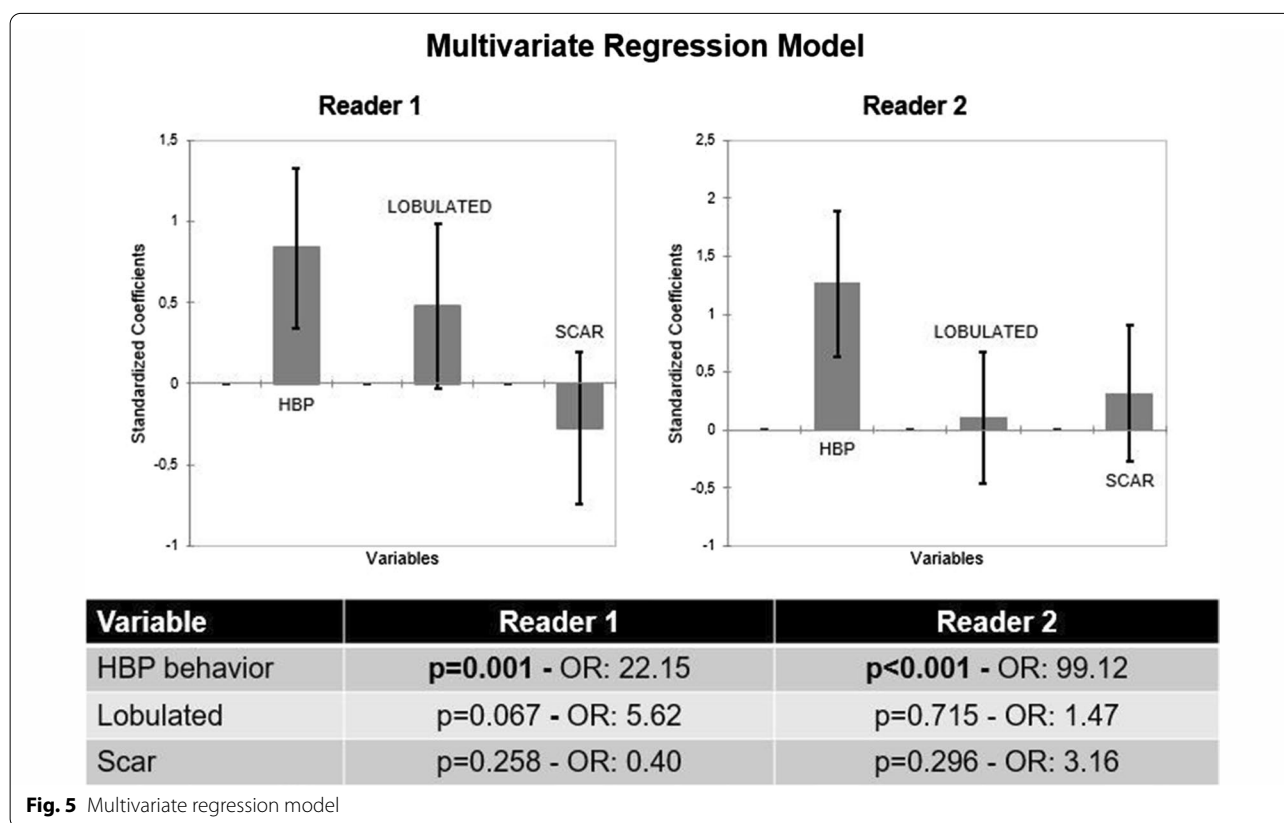 Multivariate Regression Model
Reader 1
1,5
1
0,5
0
-0,5
-1
Standardized Coefficients
HBP
LOBULATED
SCAR
Variables
Reader 2
2,5
2
1,5
1
0,5
0
-0,5
-1
Standardized Coefficients
HBP
LOBULATED
SCAR
Variables
Variable Reader 1 Reader 2
HBP behavior p=0.001 - OR: 22.15 p<0.001 - OR: 99.12
Lobulated p=0.067 - OR: 5.62 p=0.715 - OR: 1.47
Scar p=0.258 - OR: 0.40 p=0.296 - OR: 3.16
Fig. 5 Multivariate regression model